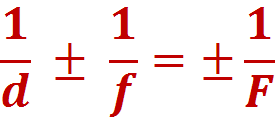 1/d ± 1/f = ± 1/F